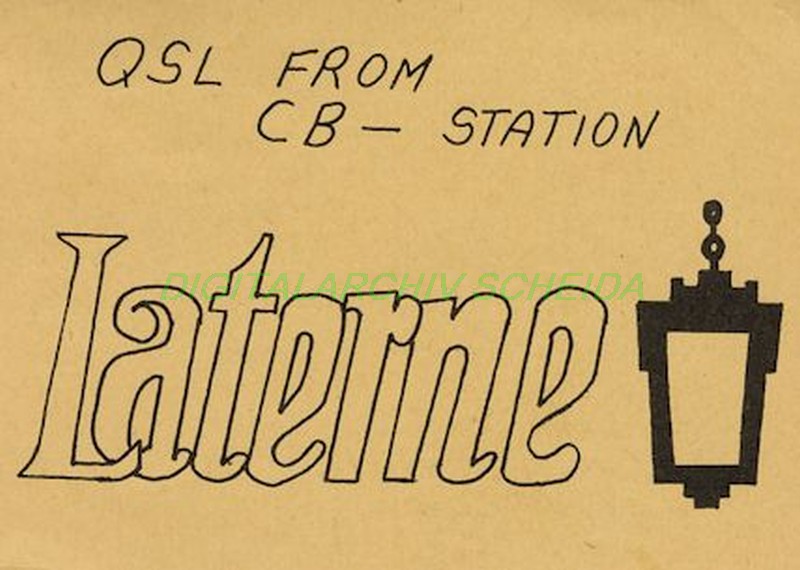 QSL FROM
CB - STATION
Laterne
DIGITALARCHIV SCHEIDA